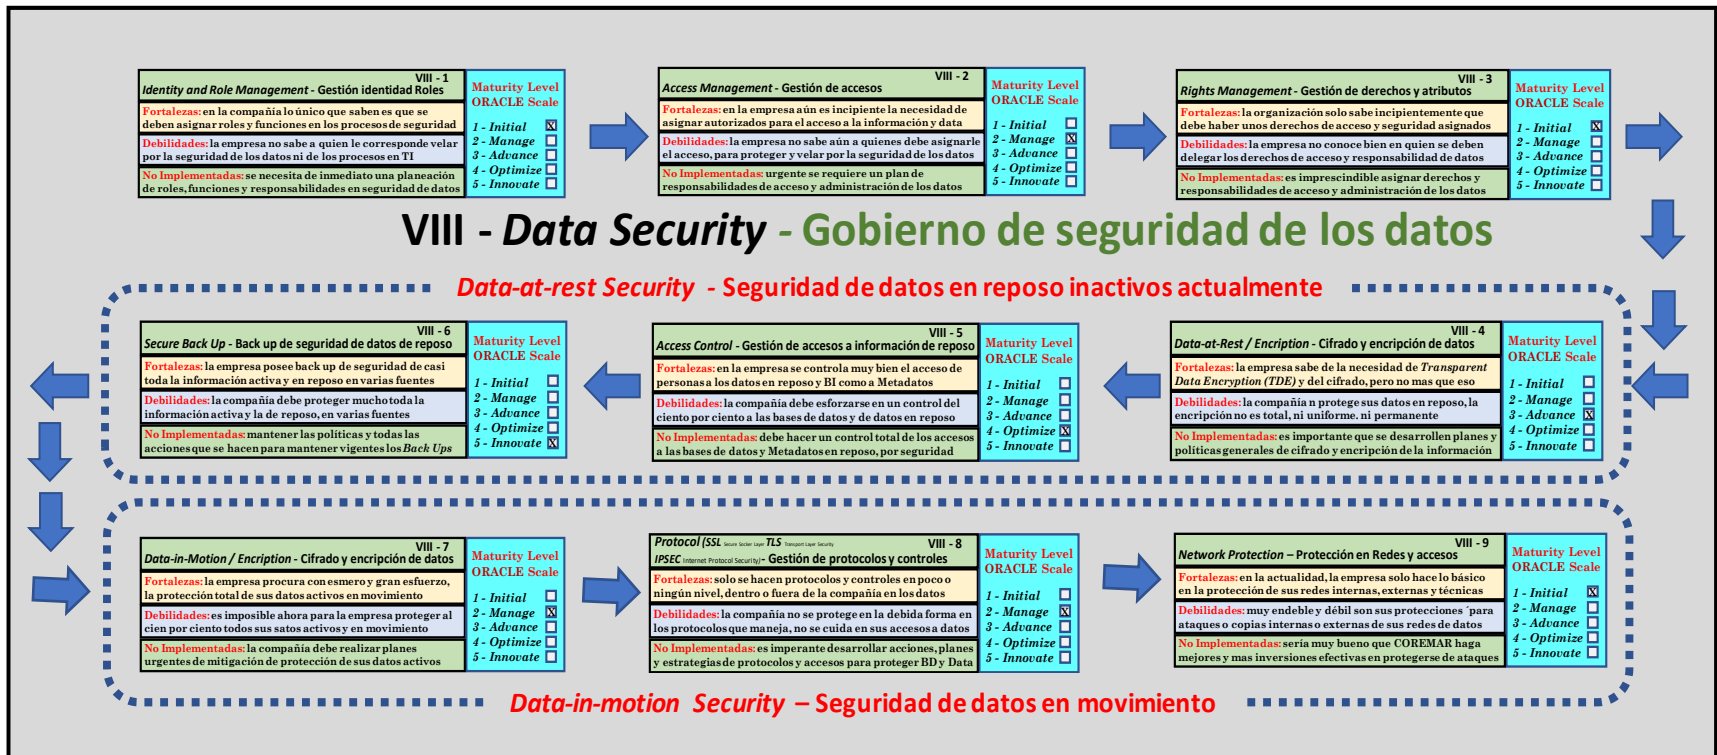 VIII - 1
Identity and Role Management - Gestión identidad Roles
Fortalezas: en la compañía lo único que saben es que se
deben asignar roles y funciones en los procesos de seguridad
Debilidades: la empresa no sabe a quien le corresponde velar
por la seguridad de los datos ni de los procesos en TI
No Implementadas: se necesita de inmediato una planeación
de roles, funciones y responsabilidades en seguridad de datos
Maturity Level
ORACLE Scale
1 - Initial X
2 - Manage
3 - Advance
4 - Optimize
5 - Innovate
VIII - 2
Access Management - Gestión de accesos
Fortalezas: en la empresa aún es incipiente la necesidad de
asignar autorizados para el acceso a la información y data
Debilidades: la empresa no sabe aún a quienes debe asignarle
el acceso, para proteger y velar por la seguridad de los datos
No Implementadas: urgente se requiere un plan de
responsabilidades de acceso y administración de los datos
Maturity Level
ORACLE Scale
1 - Initial
2 - Manage X
3 - Advance
4 - Optimize
5 - Innovate
VIII - 3
Rights Management - Gestión de derechos y atributos
Fortalezas: la organización solo sabe incipientemente que
debe haber unos derechos de acceso y seguridad asignados
Debilidades: la empresa no conoce bien en quien se deben
delegar los derechos de acceso y responsabilidad de datos
No Implementadas: es imprescindible asignar derechos y
responsabilidades de acceso y administración de los datos
Maturity Level
ORACLE Scale
1 - Initial X
2 - Manage
3 - Advance
4 - Optimize
5 - Innovate
VIII - Data Security - Gobierno de seguridad de los datos
Data-at-rest Security - Seguridad de datos en reposo inactivos actualmente
VIII - 6
Secure Back Up - Back up de seguridad de datos de reposo
Fortalezas: la empresa posee back up de seguridad de casi
toda la información activa y en reposo en varias fuentes
Debilidades: la compañía debe proteger mucho toda la
información activa y la de reposo, en varias fuentes
No Implementadas: mantener las políticas y todas las
acciones que se hacen para mantener vigentes los Back Ups
Maturity Level
ORACLE Scale
1 - Initial
2 - Manage
3 - Advance
4 - Optimize
5 - Innovate X
VIII - 5
Access Control - Gestión de accesos a información de reposo
Fortalezas: en la empresa se controla muy bien el acceso de
personas a los datos en reposo y BI como a Metadatos
Debilidades: la compañía debe esforzarse en un control del
ciento por ciento a las bases de datos y de datos en reposo
No Implementadas: debe hacer un control total de los accesos
a las bases de datos y Metadatos en reposo, por seguridad
Maturity Level
ORACLE Scale
1 - Initial
2 - Manage
3 - Advance
4 - Optimize X
5 - Innovate
VIII - 4
Data-at-Rest / Encription - Cifrado y encripción de datos
Fortalezas: la empresa sabe de la necesidad de Transparent
Data Encryption (TDE) y del cifrado, pero no mas que eso
Debilidades: la compañía n protege sus datos en reposo, la
encripción no es total, ni uniforme. ni permanente
No Implementadas: es importante que se desarrollen planes y
políticas generales de cifrado y encripción de la información
Maturity Level
ORACLE Scale
1 - Initial
2 - Manage
3 - Advance X
4 - Optimize
5 - Innovate
VIII - 7
Data-in-Motion / Encription - Cifrado y encripción de datos
Fortalezas: la empresa procura con esmero y gran esfuerzo,
la protección total de sus datos activos en movimiento
Debilidades: es imposible ahora para la empresa proteger al
cien por ciento todos sus satos activos y en movimiento
No Implementadas: la compañía debe realizar planes
urgentes de mitigación de protección de sus datos activos
Maturity Level
ORACLE Scale
1 - Initial
2 - Manage X
3 - Advance
4 - Optimize
5 - Innovate
Protocol (SSL Secure Socker Layer TLS Transport Layer Security
VIII - 8
IPSEC Internet Protocol Security) - Gestión de protocolos y controles
Fortalezas: solo se hacen protocolos y controles en poco o
ningún nivel, dentro o fuera de la compañía en los datos
Debilidades: la compañía no se protege en la debida forma en
los protocolos que maneja, no se cuida en sus accesos a datos
No Implementadas: es imperante desarrollar acciones, planes
y estrategias de protocolos y accesos para proteger BD y Data
Maturity Level
ORACLE Scale
1 - Initial
2 - Manage X
3 - Advance
4 - Optimize
5 - Innovate
VIII - 9
Network Protection – Protección en Redes y accesos
Fortalezas: en la actualidad, la empresa solo hace lo básico
en la protección de sus redes internas, externas y técnicas
Debilidades: muy endeble y débil son sus protecciones ´para
ataques o copias internas o externas de sus redes de datos
No Implementadas: sería muy bueno que COREMAR haga
mejores y mas inversiones efectivas en protegerse de ataques
Maturity Level
ORACLE Scale
1 - Initial X
2 - Manage
3 - Advance
4 - Optimize
5 - Innovate
Data-in-motion Security – Seguridad de datos en movimiento